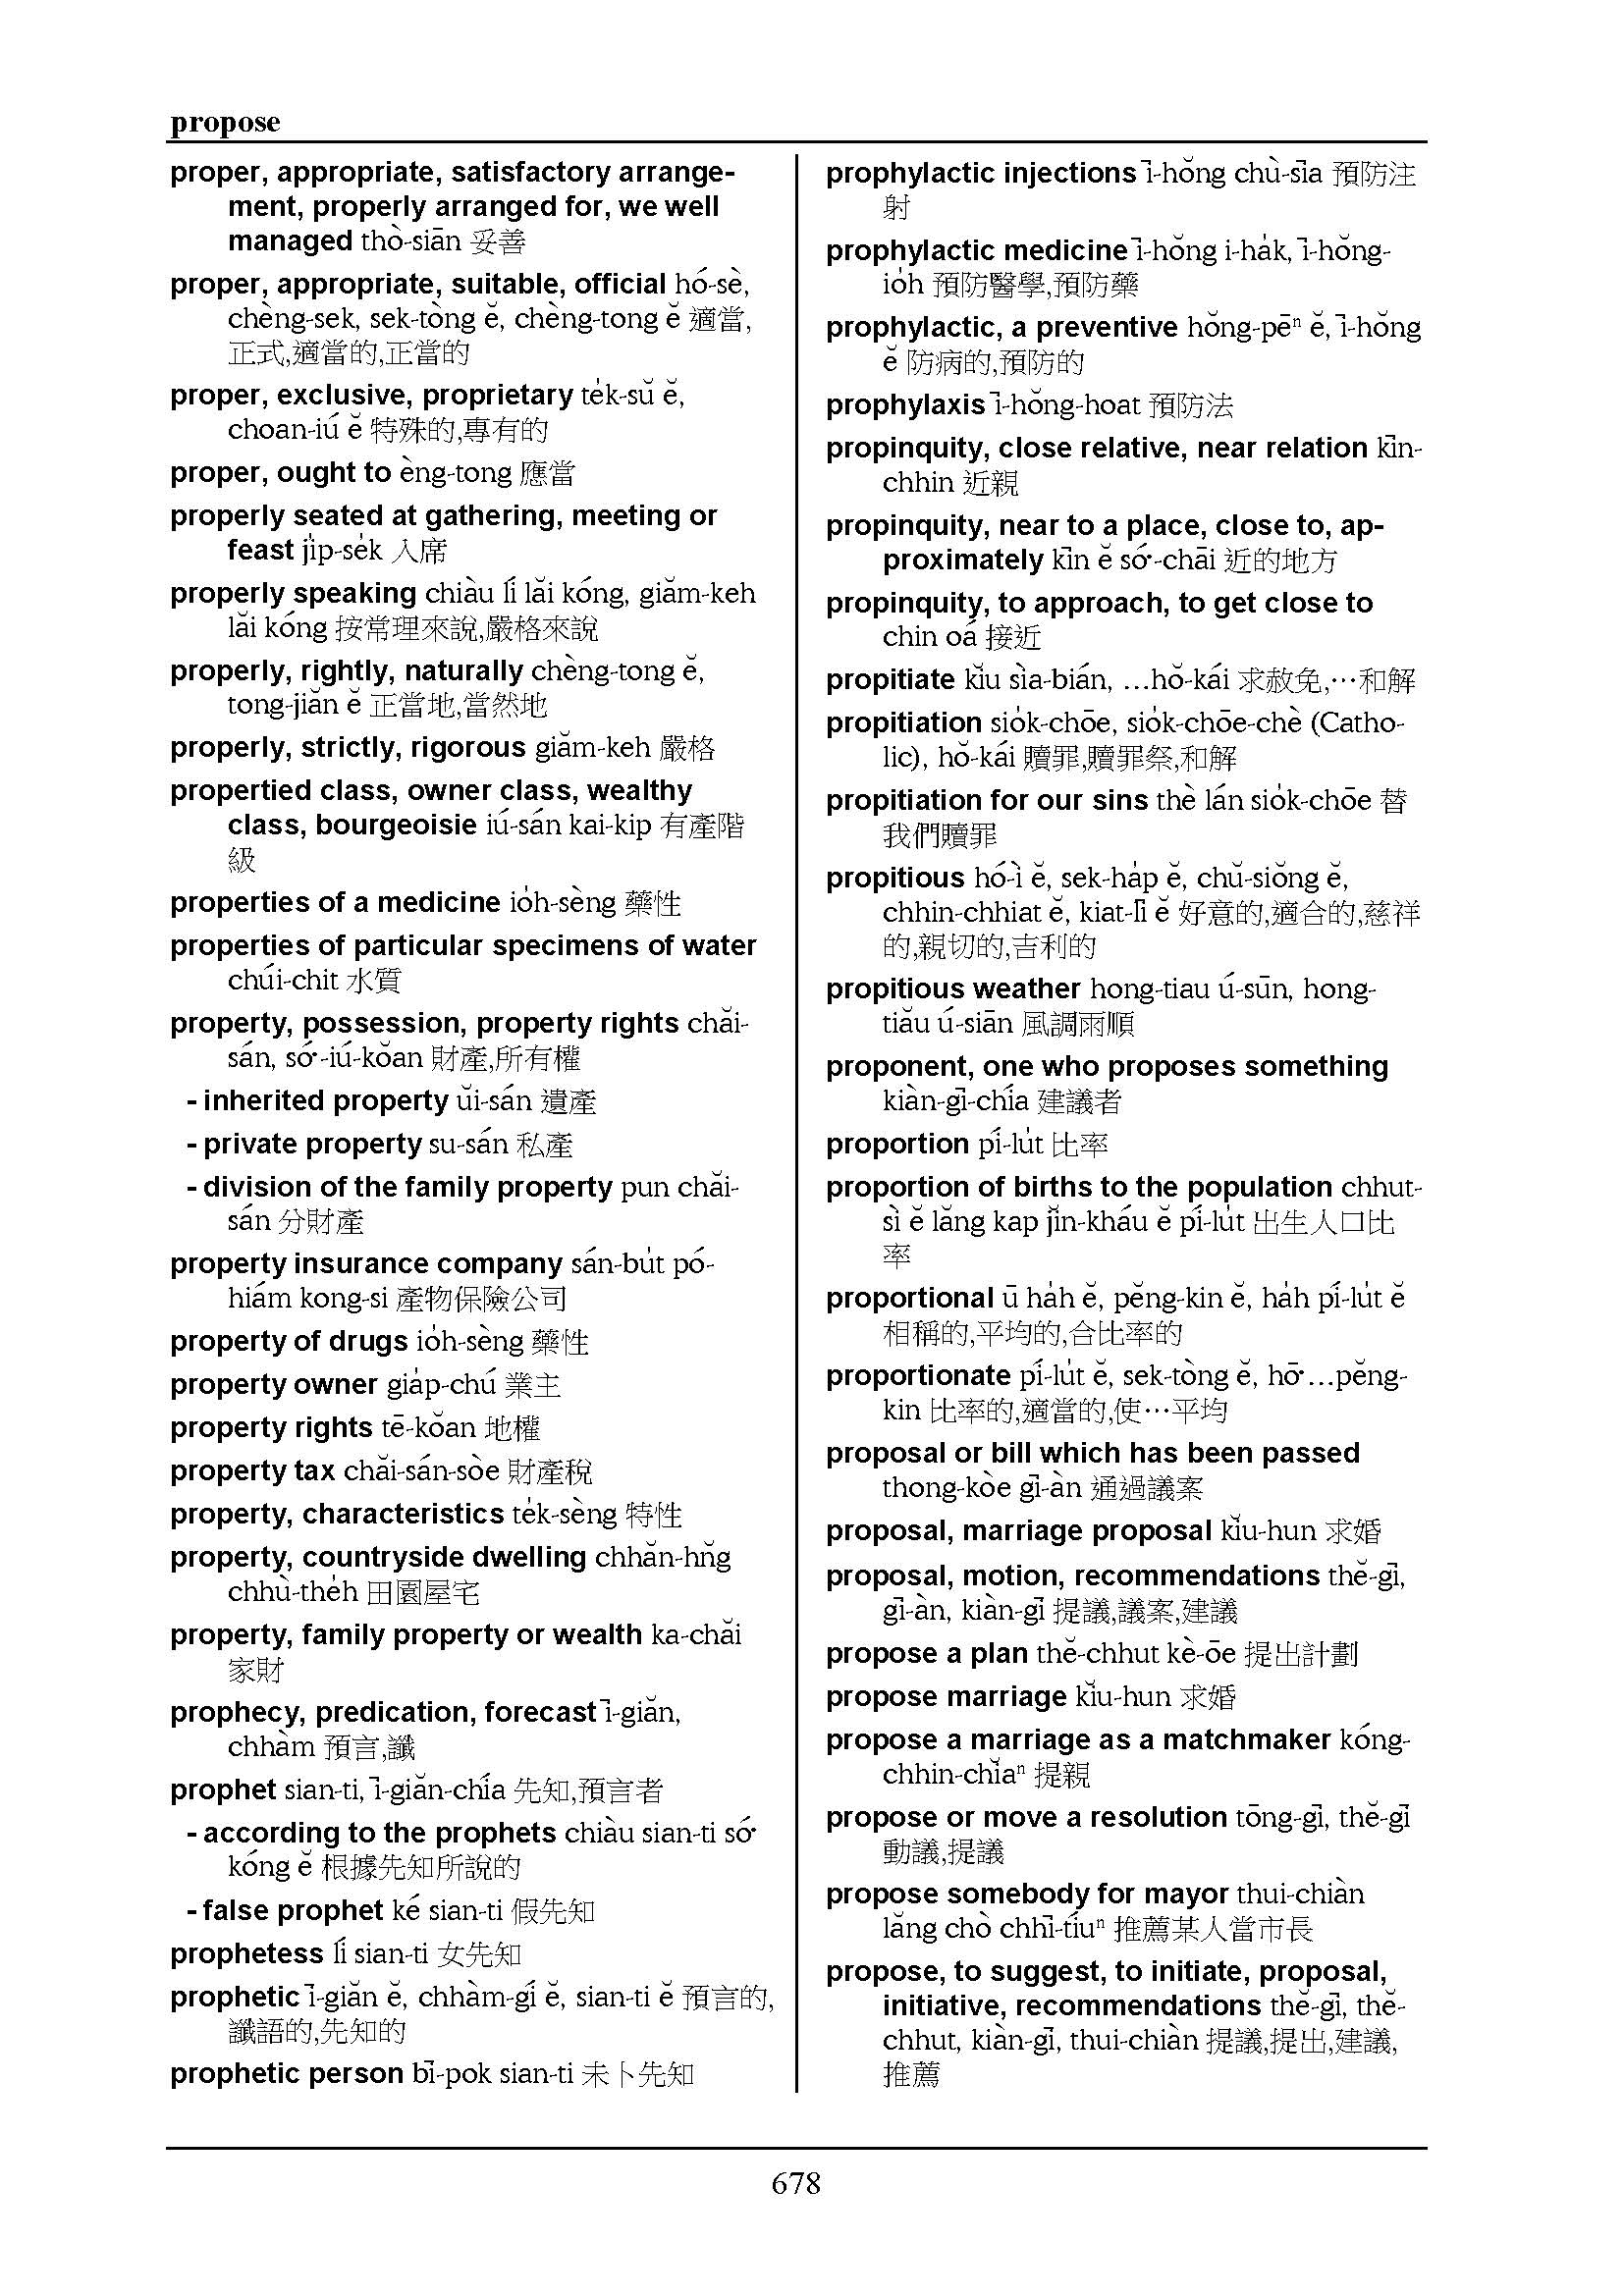 propose
proper, appropriate, satisfactory arrange-
ment, properly arranged for, we well
managed thò-siān 妥善
proper, appropriate, suitable, official hó-sè,
chèng-sek, sek-tòng ĕ, chèng-tong ĕ 適當,
正式,適當的,正當的
proper, exclusive, proprietary te̍k-sŭ ĕ,
choan-iú ĕ 特殊的,專有的
proper, ought to èng-tong 應當
properly seated at gathering, meeting or
feast ji̍p-se̍k 入席
properly speaking chiàu lí lăi kóng, giăm-keh
lăi kóng 按常理來說,嚴格來說
properly, rightly, naturally chèng-tong ĕ,
tong-jiăn ĕ 正當地,當然地
properly, strictly, rigorous giăm-keh 嚴格
propertied class, owner class, wealthy
class, bourgeoisie iú-sán kai-kip 有產階
級
properties of a medicine io̍h-sèng 藥性
properties of particular specimens of water
chúi-chit 水質
property, possession, property rights chăi-
sán, só͘-iú-kŏan 財產,所有權
- inherited property ŭi-sán 遺產
- private property su-sán 私產
- division of the family property pun chăi-
sán 分財產
property insurance company sán-bu̍t pó-
hiám kong-si 產物保險公司
property of drugs io̍h-sèng 藥性
property owner gia̍p-chú 業主
property rights tē-kŏan 地權
property tax chăi-sán-sòe 財產稅
property, characteristics te̍k-sèng 特性
property, countryside dwelling chhăn-hn̆g
chhù-the̍h 田園屋宅
property, family property or wealth ka-chăi
家財
prophecy, predication, forecast ī-giăn,
chhàm 預言,讖
prophet sian-ti, ī-giăn-chía 先知,預言者
- according to the prophets chiàu sian-ti só͘
kóng ĕ 根據先知所說的
- false prophet ké sian-ti 假先知
prophetess lí sian-ti 女先知
prophetic ī-giăn ĕ, chhàm-gí ĕ, sian-ti ĕ 預言的,
讖語的,先知的
prophetic person bī-pok sian-ti 未卜先知
prophylactic injections ī-hŏng chù-sīa 預防注
射
prophylactic medicine ī-hŏng i-ha̍k, ī-hŏng-
io̍h 預防醫學,預防藥
prophylactic, a preventive hŏng-pēⁿ ĕ, ī-hŏng
ĕ 防病的,預防的
prophylaxis ī-hŏng-hoat 預防法
propinquity, close relative, near relation kīn-
chhin 近親
propinquity, near to a place, close to, ap-
proximately kīn ĕ só͘-chāi 近的地方
propinquity, to approach, to get close to
chin oá 接近
propitiate kĭu sìa-bián, …hŏ-kái 求赦免,⋯和解
propitiation sio̍k-chōe, sio̍k-chōe-chè (Catho-
lic), hŏ-kái 贖罪,贖罪祭,和解
propitiation for our sins thè lán sio̍k-chōe 替
我們贖罪
propitious hó-ì ĕ, sek-ha̍p ĕ, chŭ-siŏng ĕ,
chhin-chhiat ĕ, kiat-lī ĕ 好意的,適合的,慈祥
的,親切的,吉利的
propitious weather hong-tiau ú-sūn, hong-
tiău ú-siān 風調雨順
proponent, one who proposes something
kiàn-gī-chía 建議者
proportion pí-lu̍t 比率
proportion of births to the population chhut-
sì ĕ lăng kap jĭn-kháu ĕ pí-lu̍t 出生人口比
率
proportional ū ha̍h ĕ, pĕng-kin ĕ, ha̍h pí-lu̍t ĕ
相稱的,平均的,合比率的
proportionate pí-lu̍t ĕ, sek-tòng ĕ, hō͘…pĕng-
kin 比率的,適當的,使⋯平均
proposal or bill which has been passed
thong-kòe gī-àn 通過議案
proposal, marriage proposal kĭu-hun 求婚
proposal, motion, recommendations thĕ-gī,
gī-àn, kiàn-gī 提議,議案,建議
propose a plan thĕ-chhut kè-ōe 提出計劃
propose marriage kĭu-hun 求婚
propose a marriage as a matchmaker kóng-
chhin-chĭaⁿ 提親
propose or move a resolution tōng-gī, thĕ-gī
動議,提議
propose somebody for mayor thui-chiàn
lăng chò chhī-tíuⁿ 推薦某人當市長
propose, to suggest, to initiate, proposal,
initiative, recommendations thĕ-gī, thĕ-
chhut, kiàn-gī, thui-chiàn 提議,提出,建議,
推薦
678